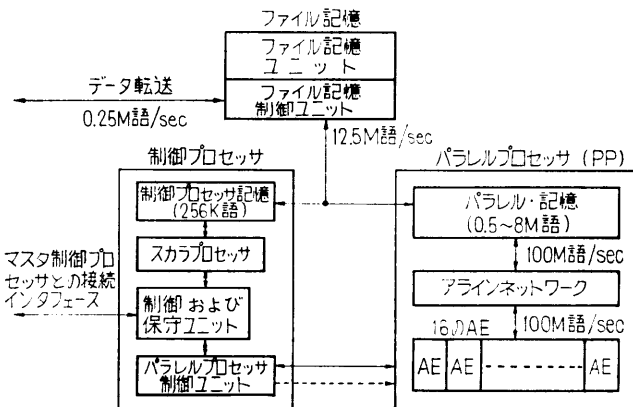 ファイル記憶
ファイル記憶
ユニット
ファイル記憶
制御ユニット
データ転送
0.25M語/sec
12.5M語/sec
制御プロセッサ
制御プロセッサ記憶
(256K語)
スカラプロセッサ
マスタ制御プロ
セッサとの接続
インタフェース
制御および
保守ユニット
パラレルプロセッサ
制御ユニット
パラレルプロセッサ (PP)
パラレル・記憶
(0.5~8M語)
100M語/sec
アラインネットワーク
16のAE
100M語/sec
AE AE AE